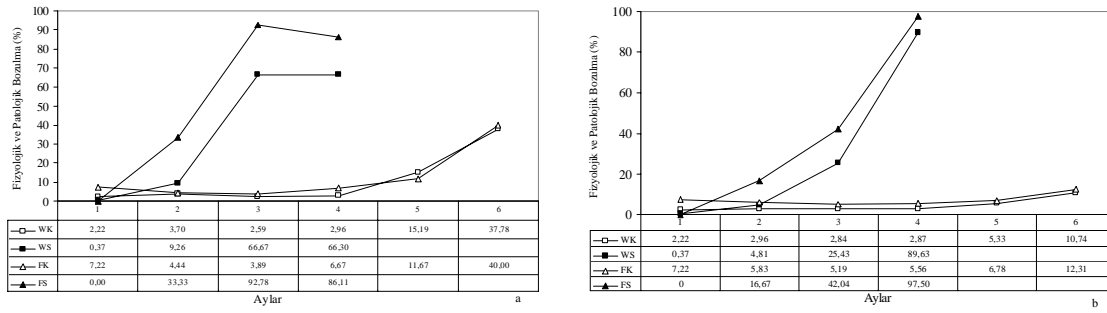 Fizyolojik ve Patolojik Bozulma (%)
100
90
80
70
60
50
40
30
20
10
0
1 2 3 4 5 6
WK 2,22 3,70 2,59 2,96 15,19 37,78
WS 0,37 9,26 66,67 66,30
FK 7,22 4,44 3,89 6,67 11,67 40,00
FS 0,00 33,33 92,78 86,11
Aylar
a
Fizyolojik ve Patolojik Bozulma (%)
100
80
60
40
20
0
1 2 3 4 5 6
WK 2,22 2,96 2,84 2,87 5,33 10,74
WS 0,37 4,81 25,43 89,63
FK 7,22 5,83 5,19 5,56 6,78 12,31
FS 0 16,67 42,04 97,50
Aylar
b